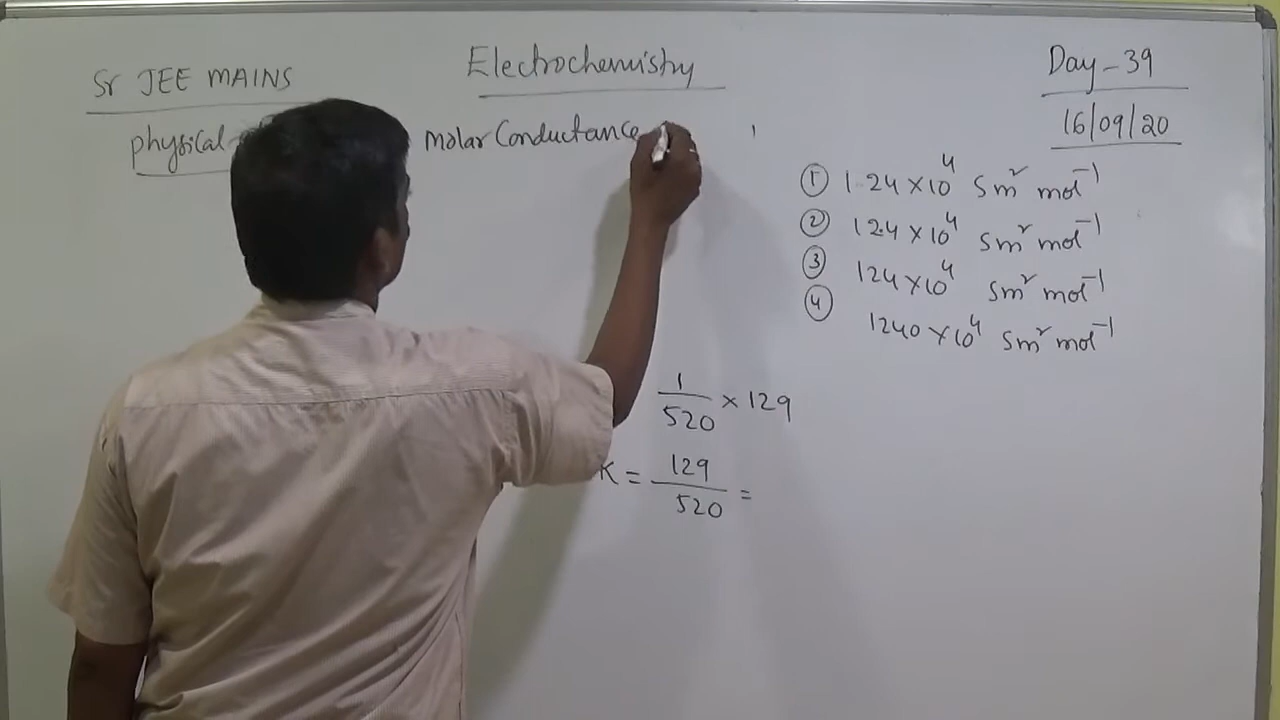 Sr JEE MAINS
Electrochemistry
Day-39
16/09/20
physical
molar Conductance
① 1.24×10⁴ Sm² mol⁻¹
② 12.4×10⁴ Sm² mol⁻¹
③ 124×10⁴ Sm² mol⁻¹
④ 1240×10⁴ Sm² mol⁻¹
1/520 × 129
K = 129/520 =